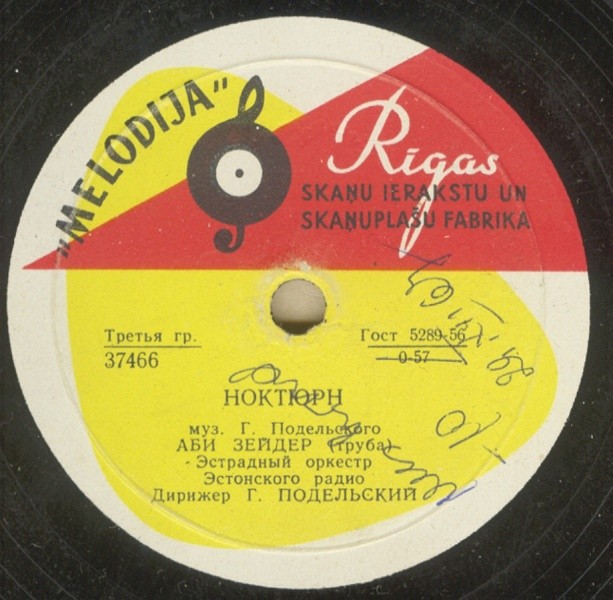 „MELODIJA"
Rīgas
SKAŅU IERAKSTU UN
SKAŅUPLAŠU FABRIKA
Третья гр.
Гост 5289-56
37466
0-57
НОКТЮРН
муз. Г. Подельского
АБИ ЗЕЙДЕР (труба)
Эстрадный оркестр
Эстонского радио
Дирижер Г. ПОДЕЛЬСКИЙ